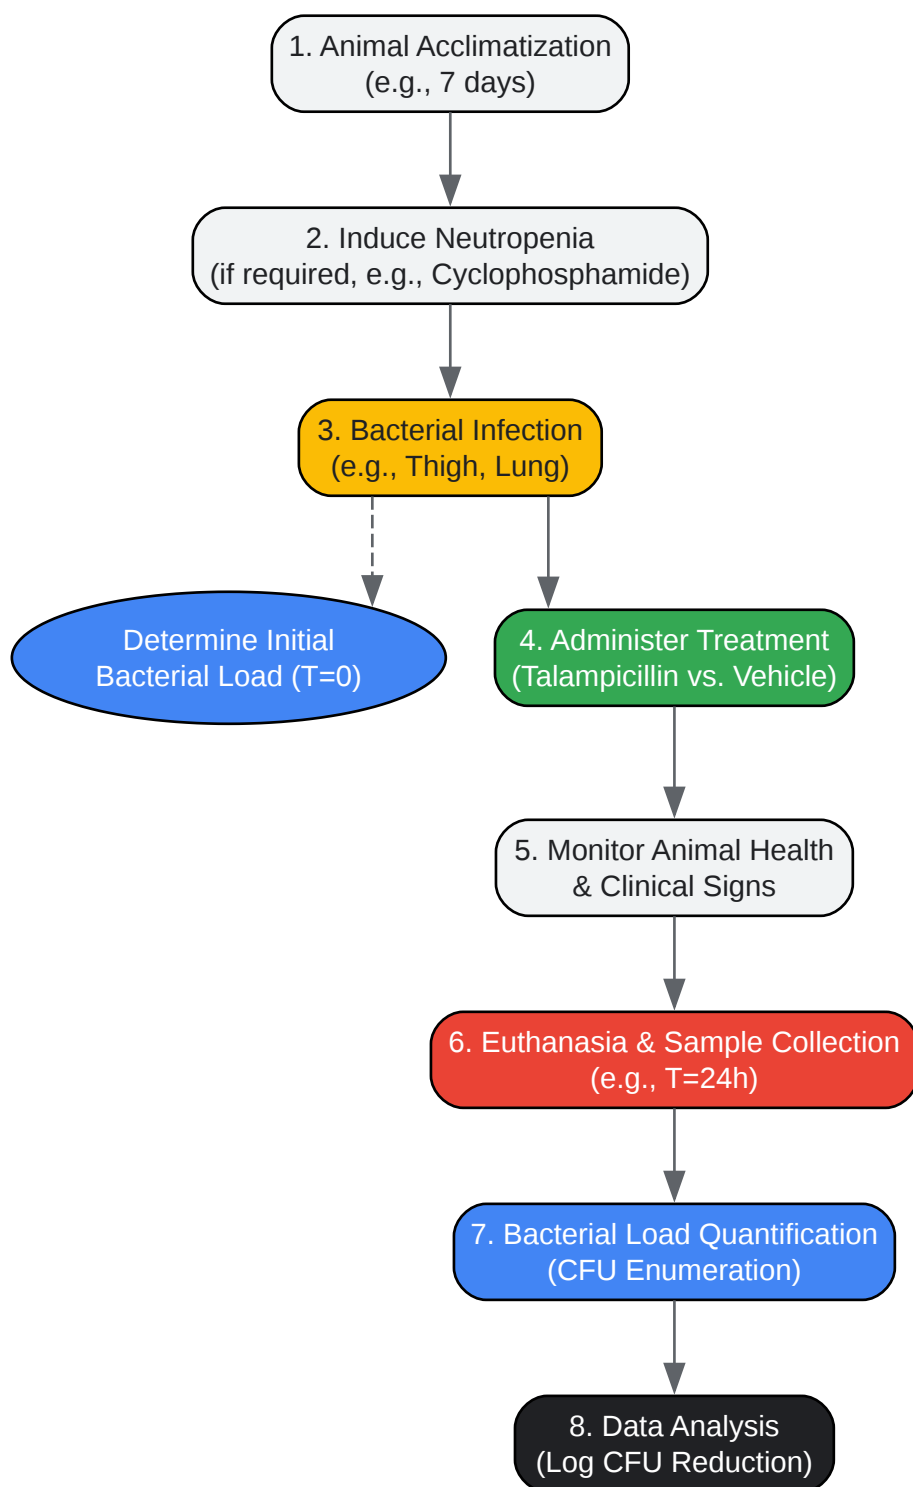 1. Animal Acclimatization
(e.g., 7 days)
2. Induce Neutropenia
(if required, e.g., Cyclophosphamide)
3. Bacterial Infection
(e.g., Thigh, Lung)
Determine Initial
Bacterial Load (T=0)
4. Administer Treatment
(Talampicillin vs. Vehicle)
5. Monitor Animal Health
& Clinical Signs
6. Euthanasia & Sample Collection
(e.g., T=24h)
7. Bacterial Load Quantification
(CFU Enumeration)
8. Data Analysis
(Log CFU Reduction)